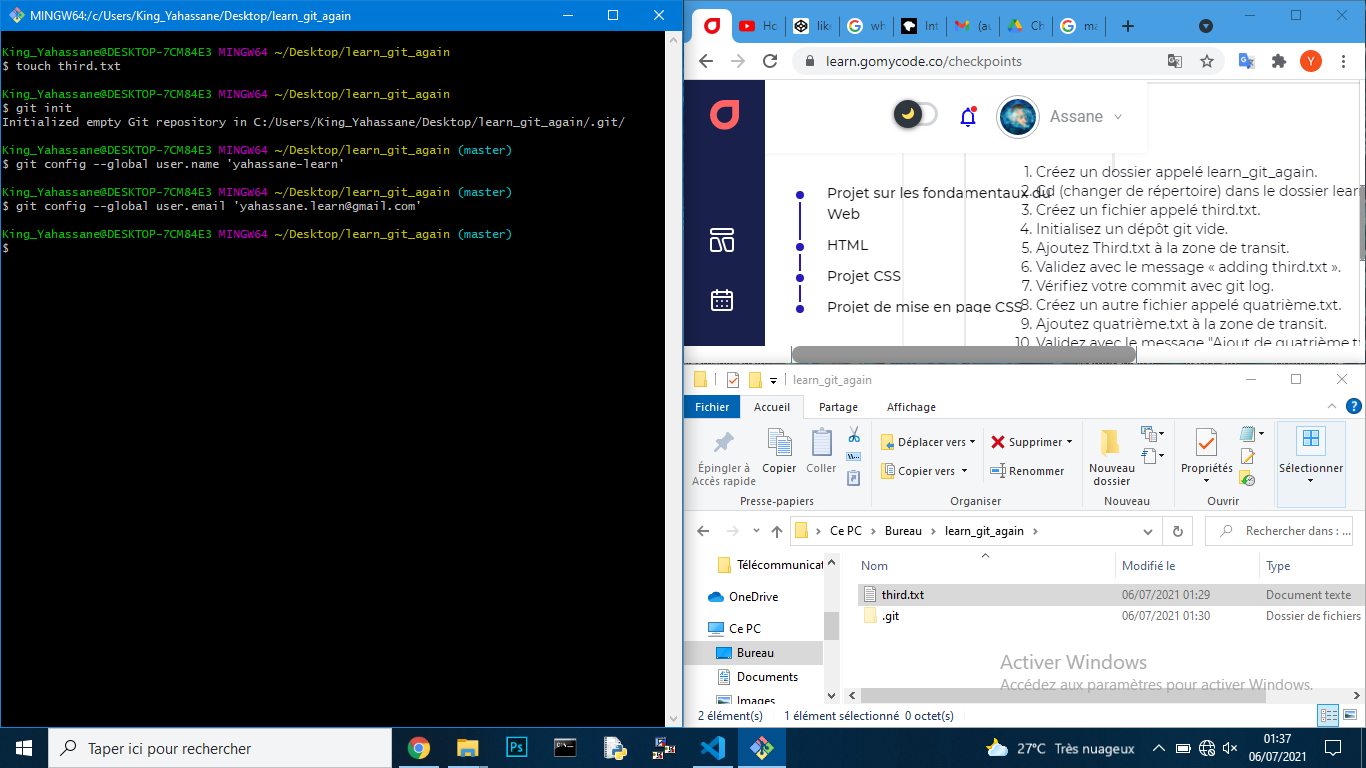 MINGW64:/c/Users/King_Yahassane/Desktop/learn_git_again
King_Yahassane@DESKTOP-7CM84E3 MINGW64 ~/Desktop/learn_git_again
$ touch third.txt
King_Yahassane@DESKTOP-7CM84E3 MINGW64 ~/Desktop/learn_git_again
$ git init
Initialized empty Git repository in C:/Users/King_Yahassane/Desktop/learn_git_again/.git/
King_Yahassane@DESKTOP-7CM84E3 MINGW64 ~/Desktop/learn_git_again (master)
$ git config --global user.name 'yahassane-learn'
King_Yahassane@DESKTOP-7CM84E3 MINGW64 ~/Desktop/learn_git_again (master)
$ git config --global user.email 'yahassane.learn@gmail.com'
King_Yahassane@DESKTOP-7CM84E3 MINGW64 ~/Desktop/learn_git_again (master)
$
Ho
like
wh
Int
(au
Ch
ma
learn.gomycode.co/checkpoints
Y
Assane
Projet sur les fondamentaux du
Web
HTML
Projet CSS
Projet de mise en page CSS
1. Créez un dossier appelé learn_git_again.
2. Cd (changer de répertoire) dans le dossier lear
3. Créez un fichier appelé third.txt.
4. Initialisez un dépôt git vide.
5. Ajoutez Third.txt à la zone de transit.
6. Validez avec le message « adding third.txt ».
7. Vérifiez votre commit avec git log.
8. Créez un autre fichier appelé quatrième.txt.
9. Ajoutez quatrième.txt à la zone de transit.
10. Validez avec le message "Ajout de quatrième.t
learn_git_again
Fichier Accueil Partage Affichage
Épingler à
Accès rapide
Copier
Coller
Déplacer vers
Copier vers
Supprimer
Renommer
Nouveau
dossier
Propriétés
Sélectionner
Presse-papiers
Organiser
Nouveau
Ouvrir
Ce PC
Bureau
learn_git_again
Rechercher dans : ...
Télécommunicat
OneDrive
Ce PC
Bureau
Documents
Images
Nom Modifié le Type
third.txt 06/07/2021 01:29 Document texte
.git 06/07/2021 01:30 Dossier de fichiers
Activer Windows
Accédez aux paramètres pour activer Windows.
2 élément(s) 1 élément sélectionné 0 octet(s)
Taper ici pour rechercher
Ps
27°C Très nuageux
01:37
06/07/2021